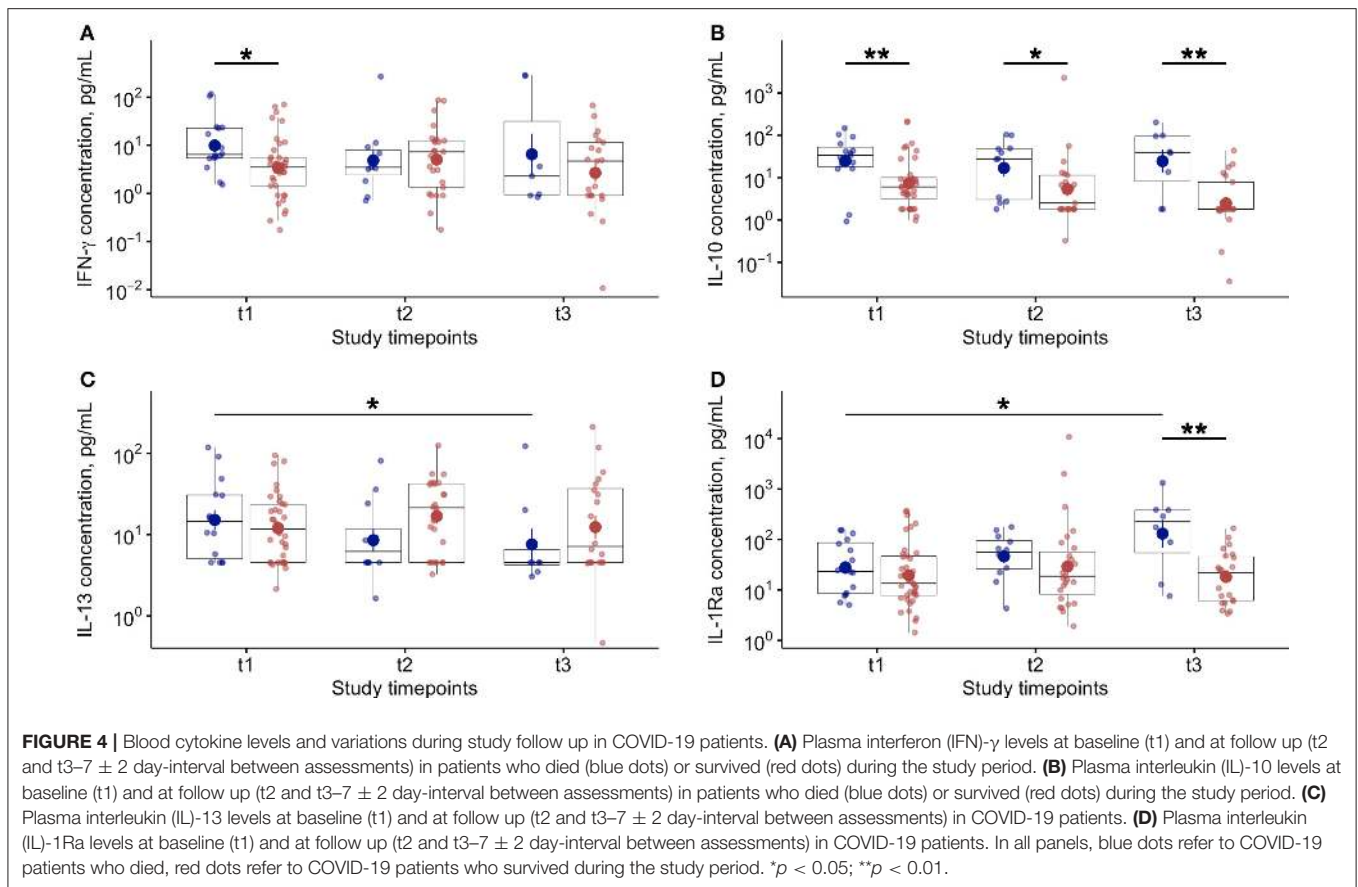 A
*
IFN-γ concentration, pg/mL
10²
10¹
10⁰
10⁻¹
10⁻²
t1
t2
t3
Study timepoints
B
**
*
**
IL-10 concentration, pg/mL
10³
10²
10¹
10⁰
10⁻¹
t1
t2
t3
Study timepoints
C
*
IL-13 concentration, pg/mL
10²
10¹
10⁰
t1
t2
t3
Study timepoints
D
*
**
IL-1Ra concentration, pg/mL
10⁴
10³
10²
10¹
10⁰
t1
t2
t3
Study timepoints
FIGURE 4 | Blood cytokine levels and variations during study follow up in COVID-19 patients. (A) Plasma interferon (IFN)-γ levels at baseline (t1) and at follow up (t2
and t3–7 ± 2 day-interval between assessments) in patients who died (blue dots) or survived (red dots) during the study period. (B) Plasma interleukin (IL)-10 levels at
baseline (t1) and at follow up (t2 and t3–7 ± 2 day-interval between assessments) in patients who died (blue dots) or survived (red dots) during the study period. (C)
Plasma interleukin (IL)-13 levels at baseline (t1) and at follow up (t2 and t3–7 ± 2 day-interval between assessments) in COVID-19 patients. (D) Plasma interleukin
(IL)-1Ra levels at baseline (t1) and at follow up (t2 and t3–7 ± 2 day-interval between assessments) in COVID-19 patients. In all panels, blue dots refer to COVID-19
patients who died, red dots refer to COVID-19 patients who survived during the study period. *p < 0.05; **p < 0.01.